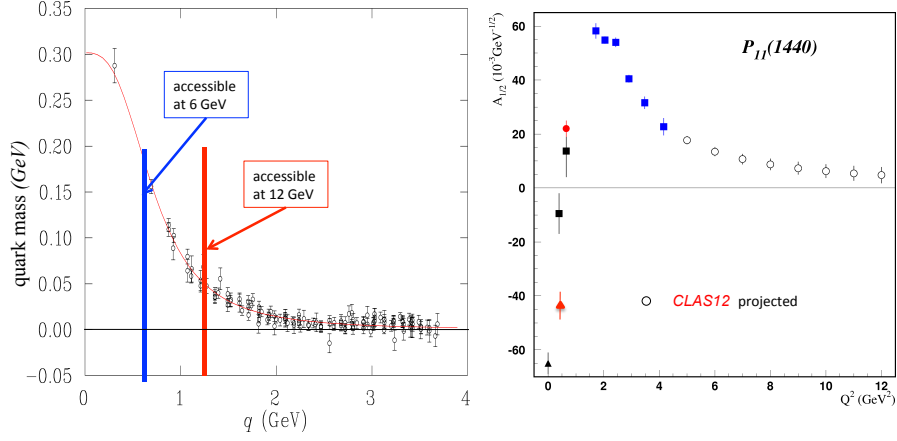 0.35
0.30
0.25
0.20
0.15
0.10
0.05
0.00
−0.05
quark mass (GeV)
0
1
2
3
4
q (GeV)
accessible
at 6 GeV
accessible
at 12 GeV
A1/2 (10-3GeV-1/2)
60
40
20
0
-20
-40
-60
P11(1440)
CLAS12 projected
0
2
4
6
8
10
12
Q2 (GeV2)